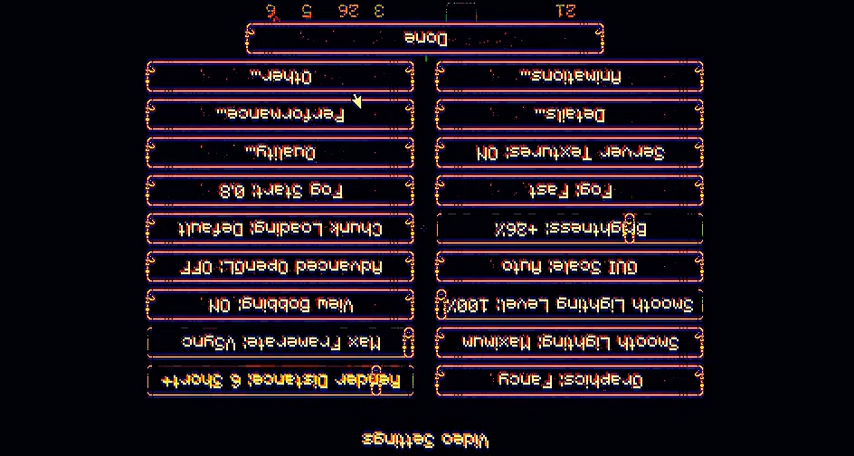 Video Settings
Graphics: Fancy
Render Distance: 6 Short++
Smooth Lighting: Maximum
Max Framerate: VSync
Smooth Lighting Level: 100%
View Bobbing: ON
GUI Scale: Auto
Advanced OpenGL: OFF
Brightness: +26%
Chunk Loading: Default
Fog: Fast
Fog Start: 0.8
Server Textures: ON
Quality...
Details...
Performance...
Animations...
Other...
Done